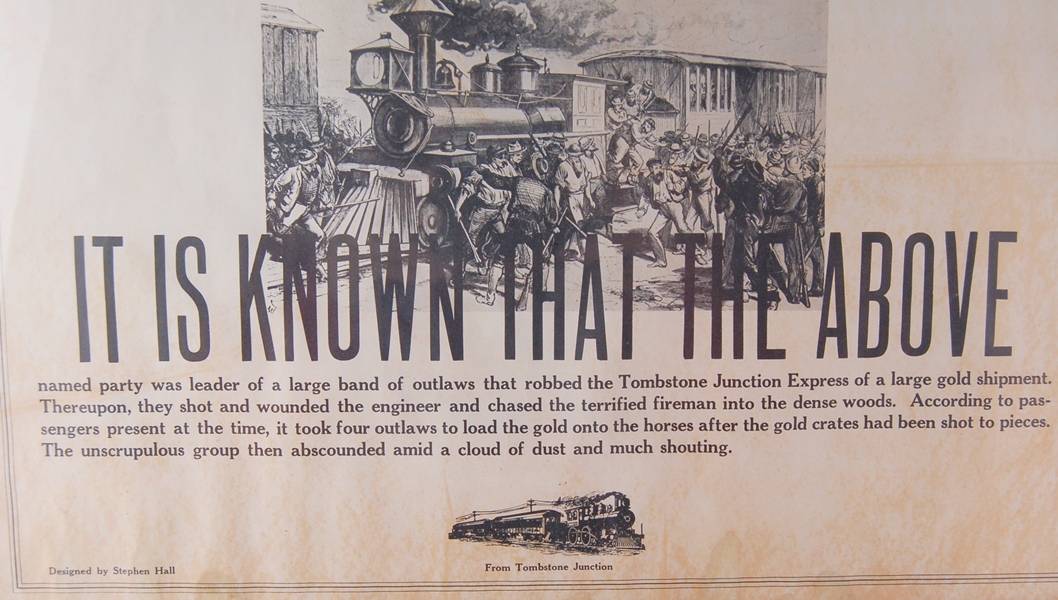 IT IS KNOWN THAT THE ABOVE
named party was leader of a large band of outlaws that robbed the Tombstone Junction Express of a large gold shipment.
Thereupon, they shot and wounded the engineer and chased the terrified fireman into the dense woods. According to pas-
sengers present at the time, it took four outlaws to load the gold onto the horses after the gold crates had been shot to pieces.
The unscrupulous group then abscounded amid a cloud of dust and much shouting.
Designed by Stephen Hall
From Tombstone Junction